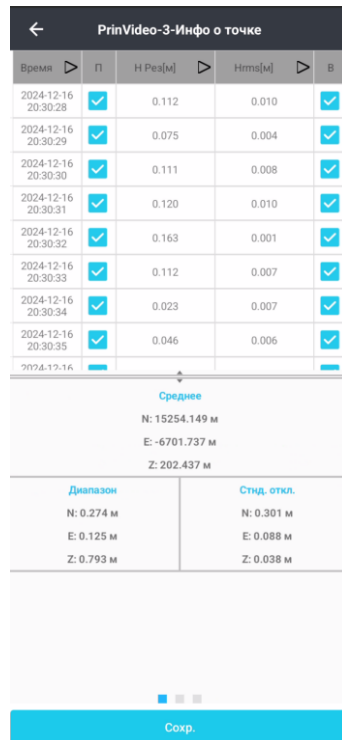 PrinVideo-3-Инфо о точке
Время П Н Рез[м] Hrms[м] В
2024-12-16
20:30:28 0.112 0.010
2024-12-16
20:30:29 0.075 0.004
2024-12-16
20:30:30 0.111 0.008
2024-12-16
20:30:31 0.120 0.010
2024-12-16
20:30:32 0.163 0.001
2024-12-16
20:30:33 0.112 0.007
2024-12-16
20:30:34 0.023 0.007
2024-12-16
20:30:35 0.046 0.006
2024-12-16
Среднее
N: 15254.149 м
E: -6701.737 м
Z: 202.437 м
Диапазон Стнд. откл.
N: 0.274 м N: 0.301 м
E: 0.125 м E: 0.088 м
Z: 0.793 м Z: 0.038 м
Сохр.